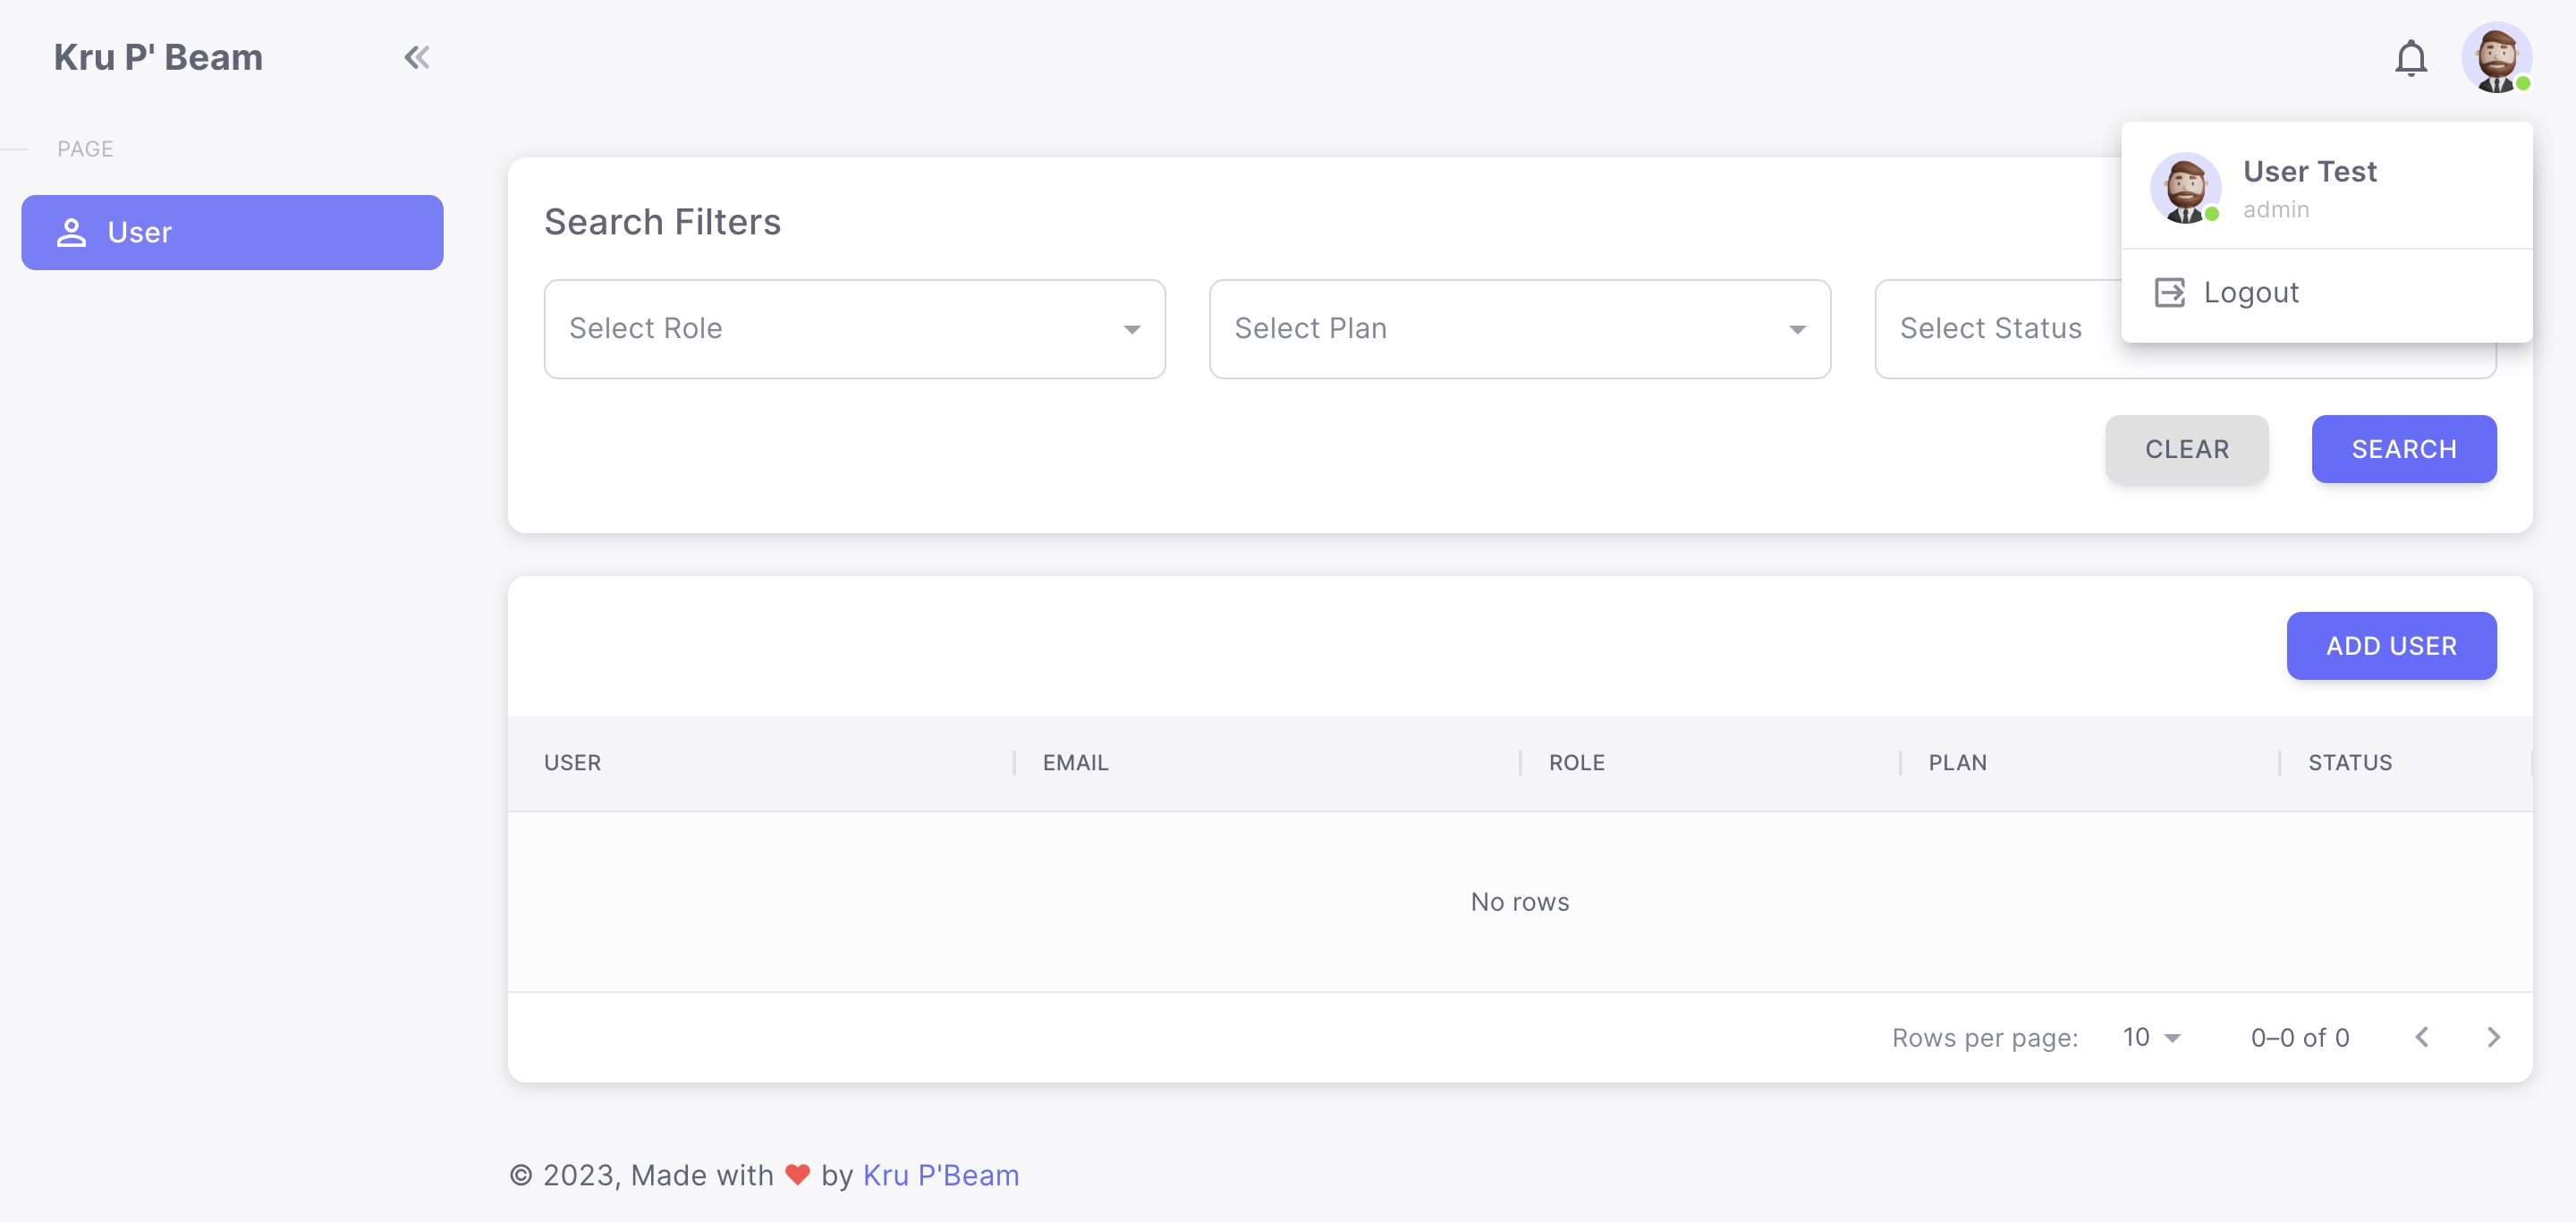 Kru P' Beam
PAGE
User
User Test
admin
Logout
Search Filters
Select Role
Select Plan
Select Status
CLEAR
SEARCH
ADD USER
USER
EMAIL
ROLE
PLAN
STATUS
No rows
Rows per page:
10
0–0 of 0
© 2023, Made with ❤ by Kru P'Beam